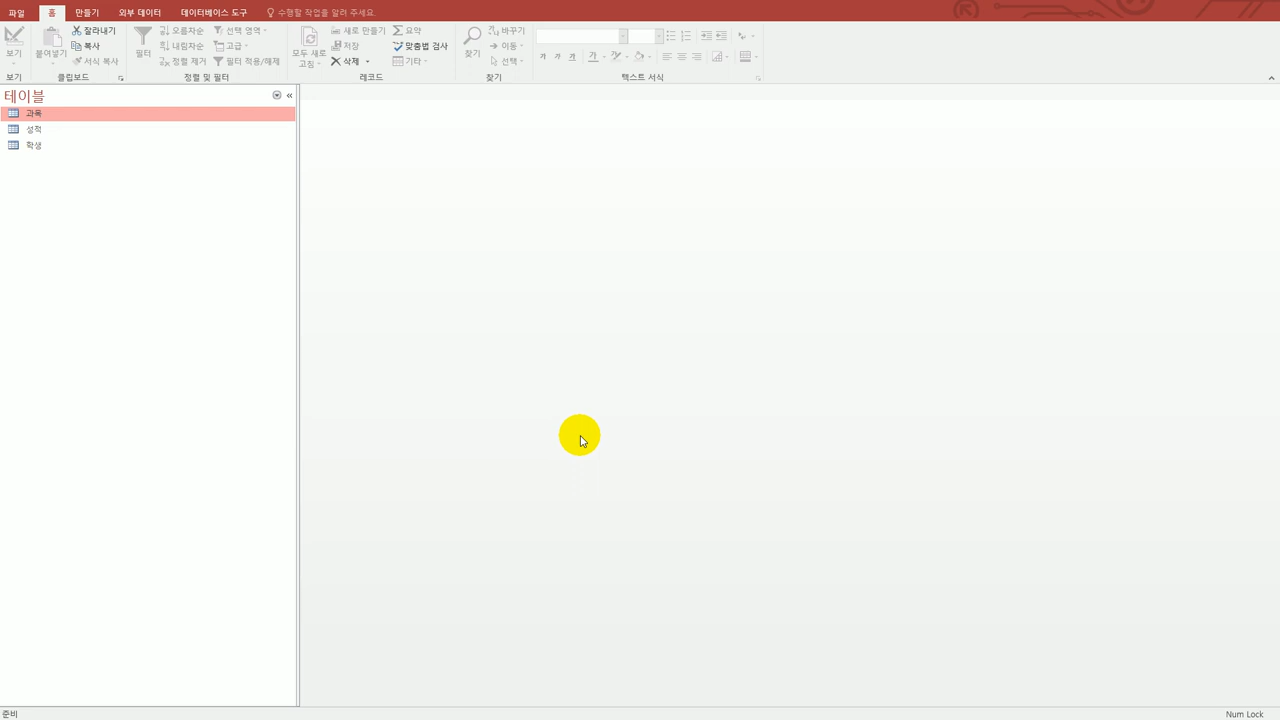 파일 홈 만들기 외부 데이터 데이터베이스 도구 수행할 작업을 알려 주세요.
보기
붙여넣기
잘라내기
복사
서식 복사
필터
오름차순
내림차순
정렬 제거
선택 영역
고급
필터 적용/해제
모두 새로 고침
새로 만들기
저장
삭제
요약
맞춤법 검사
기타
찾기
바꾸기
이동
선택
가 가 가 가
보기 클립보드 정렬 및 필터 레코드 찾기 텍스트 서식
테이블
과목
성적
학생
준비 Num Lock